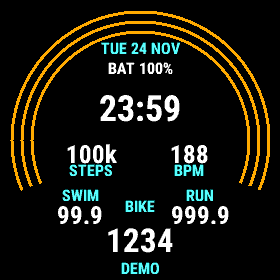 TUE 24 NOV
BAT 100%
23:59
100k 188
STEPS BPM
SWIM BIKE RUN
99.9 999.9
1234
DEMO